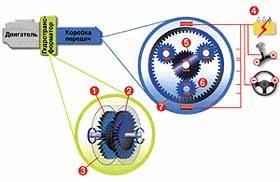 Двигатель
Гидротранс-
форматор
Коробка
передач
1
2
3
4
5
6
7